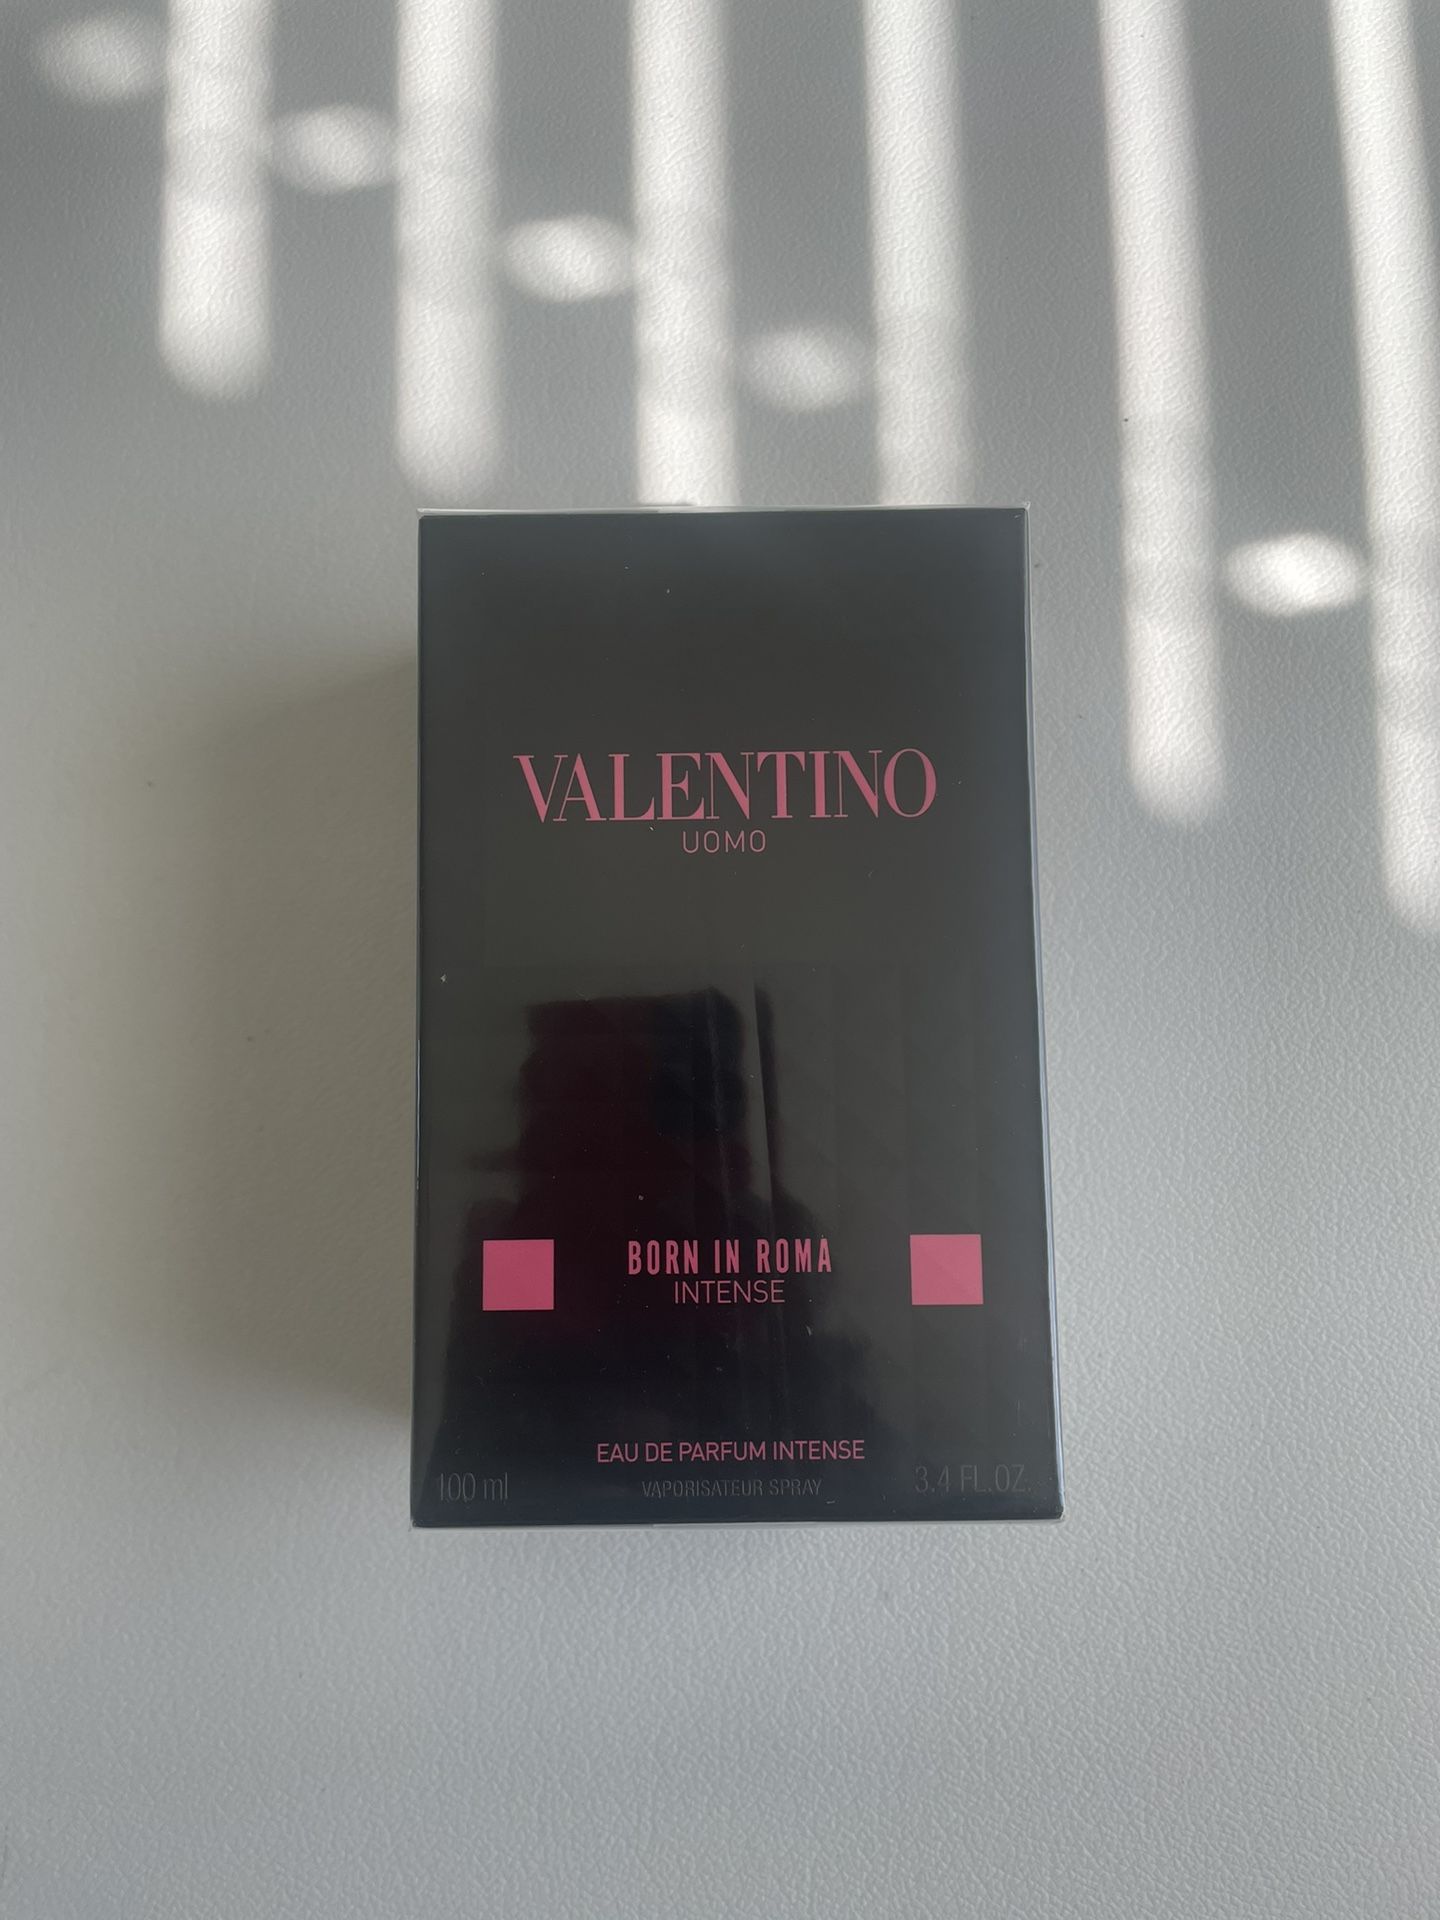 VALENTINO
UOMO
BORN IN ROMA
INTENSE
EAU DE PARFUM INTENSE
100 ml VAPORISATEUR SPRAY 3.4 FL.OZ.